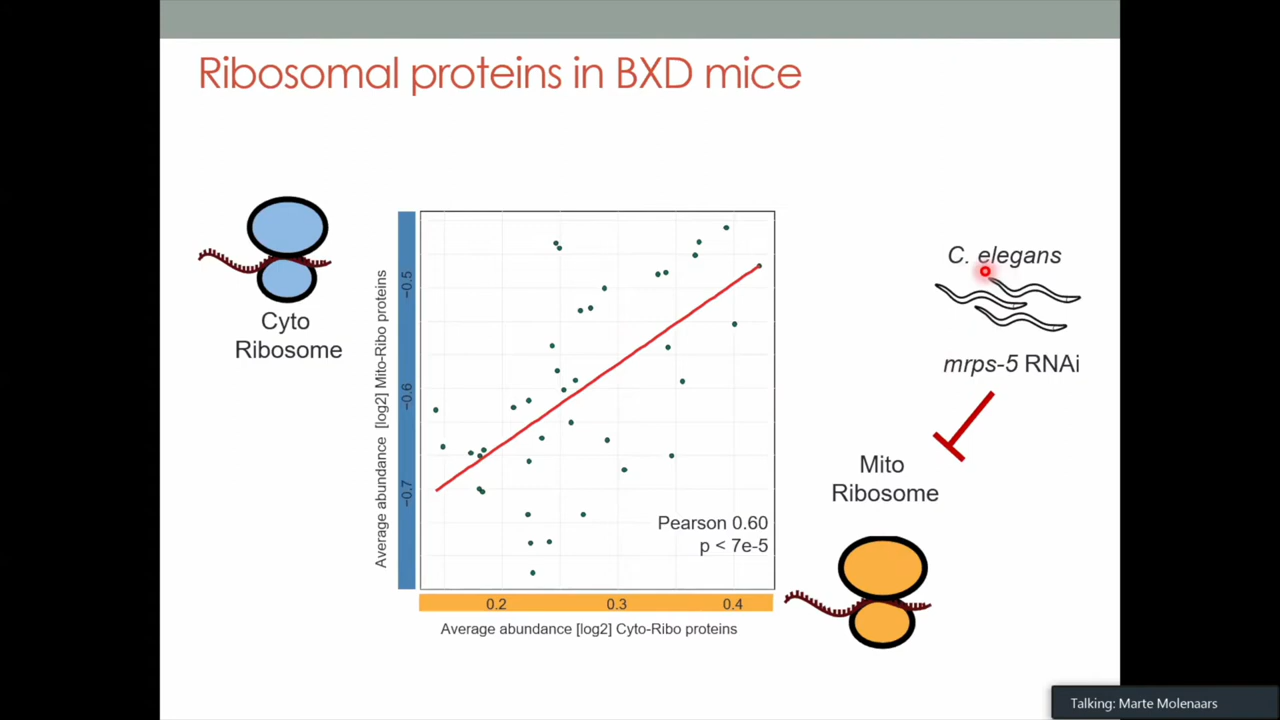 Ribosomal proteins in BXD mice
Cyto
Ribosome
Average abundance [log2] Mito-Ribo proteins
−0.5
−0.6
−0.7
Pearson 0.60
p < 7e-5
0.2
0.3
0.4
Average abundance [log2] Cyto-Ribo proteins
C. elegans
mrps-5 RNAi
Mito
Ribosome
Talking: Marte Molenaars